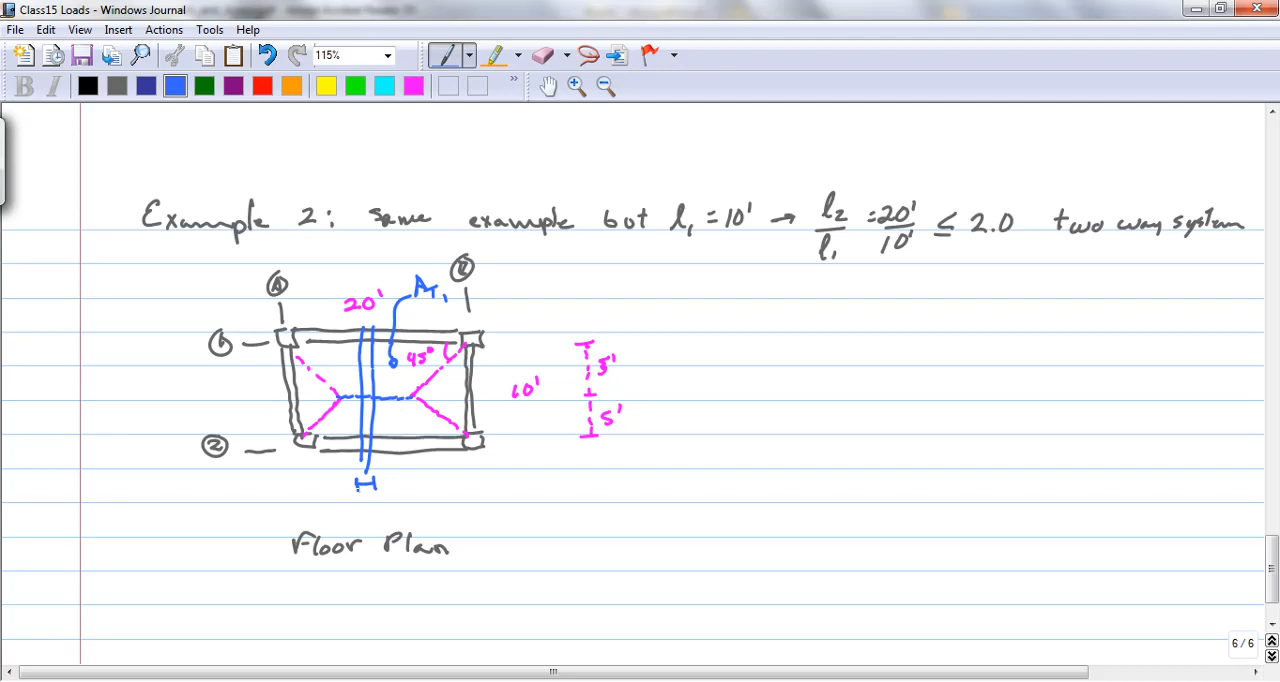 Class15 Loads - Windows Journal
File Edit View Insert Actions Tools Help
115%
B I
Example 2: same example but l1 = 10' → l2/l1 = 20'/10' ≤ 2.0 two way system
A B
20' AT1
1 45° 5'
10'
5'
2
Floor Plan
6 / 6